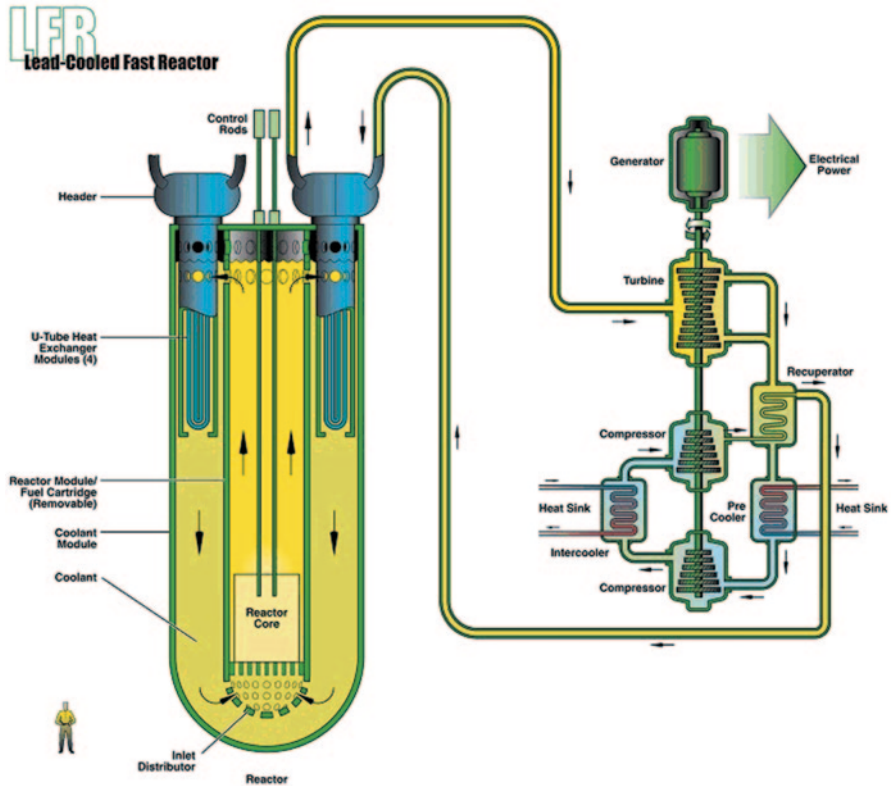 LFR
Lead-Cooled Fast Reactor
Control
Rods
Header
Generator
Electrical
Power
Turbine
U-Tube Heat
Exchanger
Modules (4)
Recuperator
Compressor
Reactor Module/
Fuel Cartridge
(Removable)
Heat Sink
Pre
Cooler
Heat Sink
Coolant
Module
Intercooler
Coolant
Compressor
Reactor
Core
Inlet
Distributor
Reactor